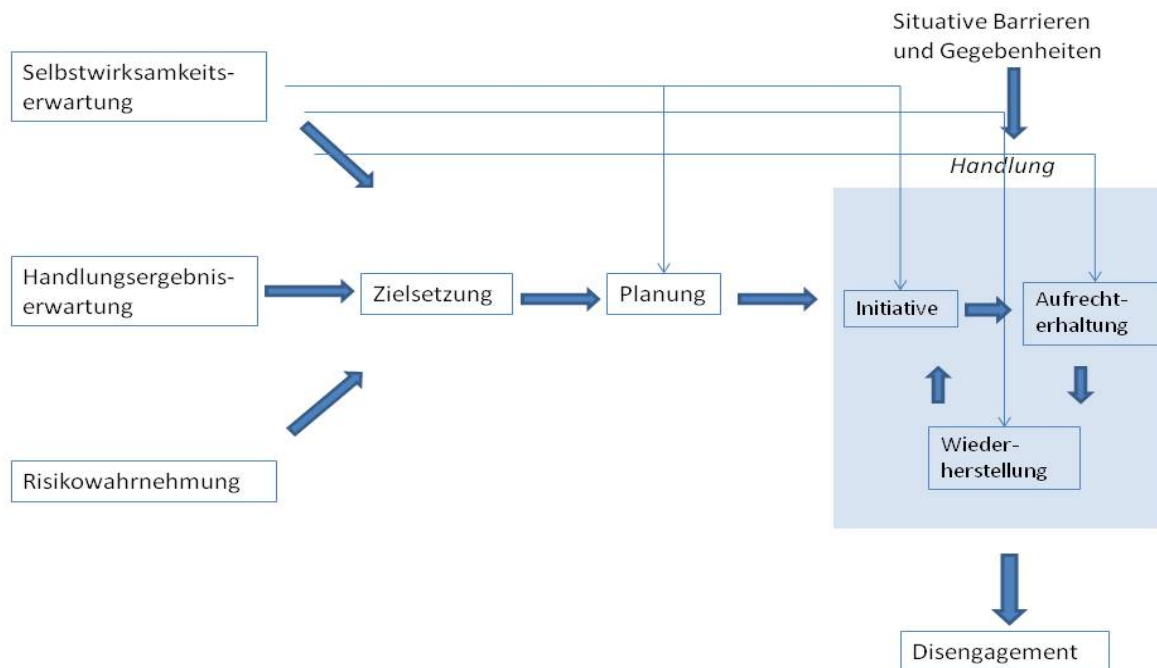 Situative Barrieren
und Gegebenheiten
Selbstwirksamkeits-
erwartung
Handlung
Handlungsergebnis-
erwartung
Zielsetzung
Planung
Initiative
Aufrecht-
erhaltung
Wieder-
herstellung
Risikowahrnehmung
Disengagement